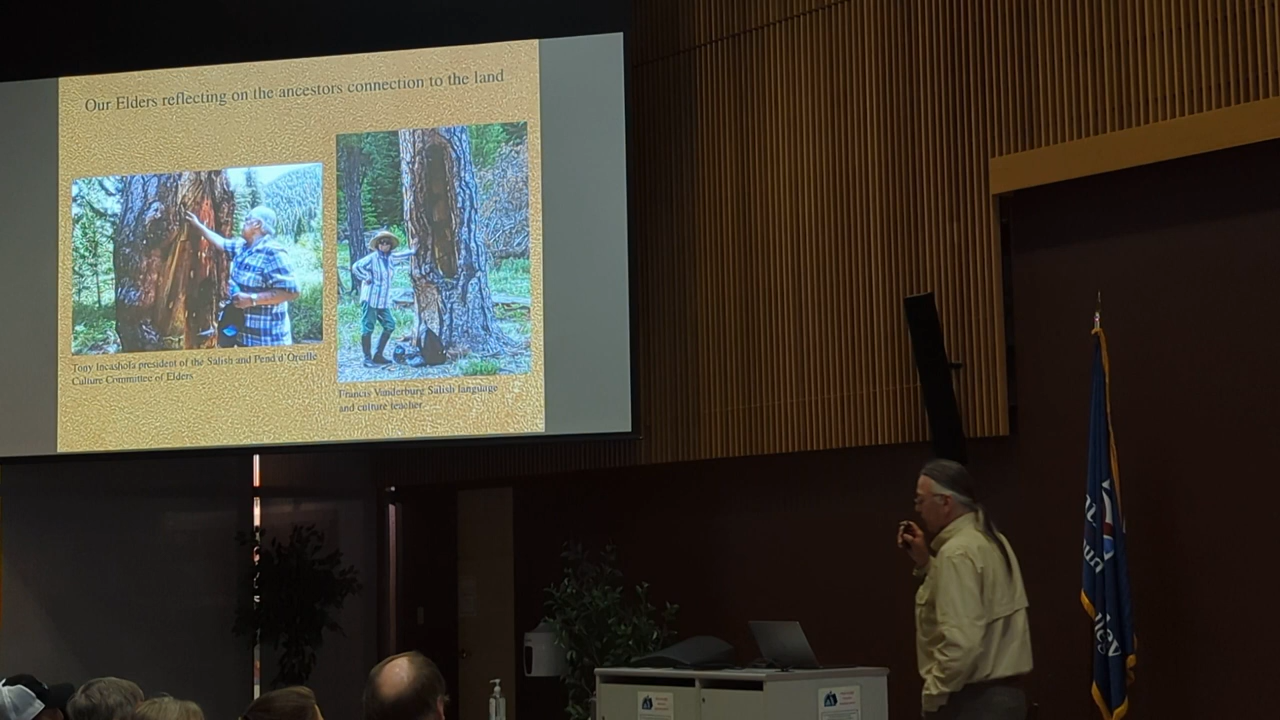 Our Elders reflecting on the ancestors connection to the land
Tony Incashola president of the Salish and Pend d'Oreille
Culture Committee of Elders
Francis Vanderburg Salish language
and culture teacher